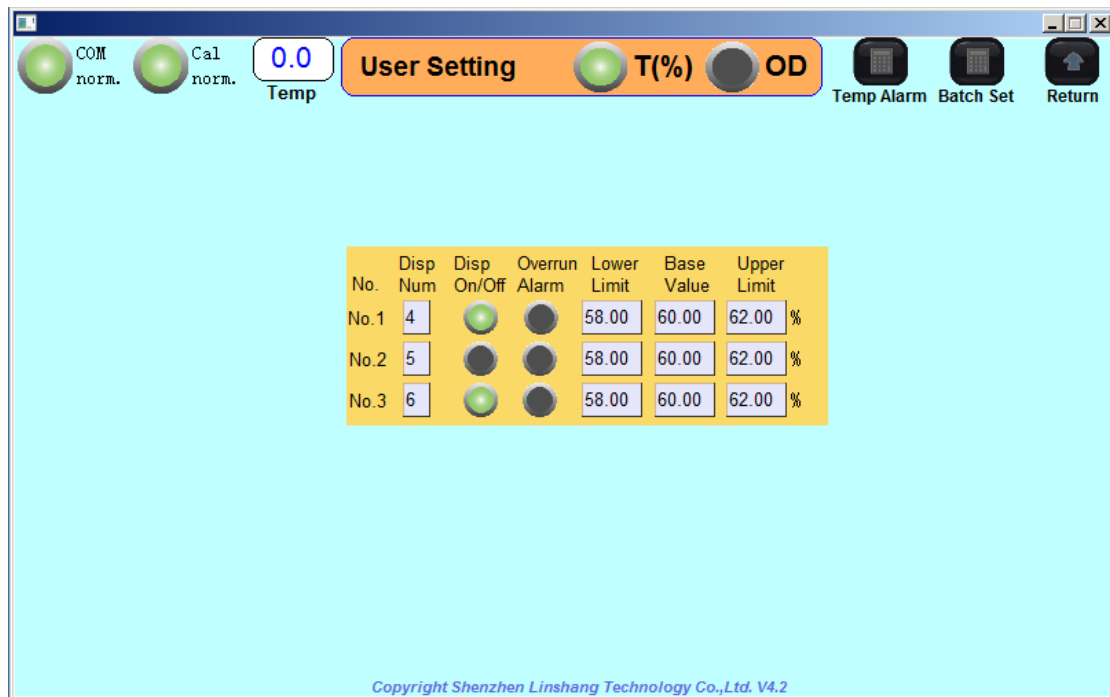 COM norm.
Cal norm.
0.0
Temp
User Setting T(%) OD
Temp Alarm Batch Set Return
No. Disp Num Disp On/Off Overrun Alarm Lower Limit Base Value Upper Limit
No.1 4 58.00 60.00 62.00 %
No.2 5 58.00 60.00 62.00 %
No.3 6 58.00 60.00 62.00 %
Copyright Shenzhen Linshang Technology Co.,Ltd. V4.2